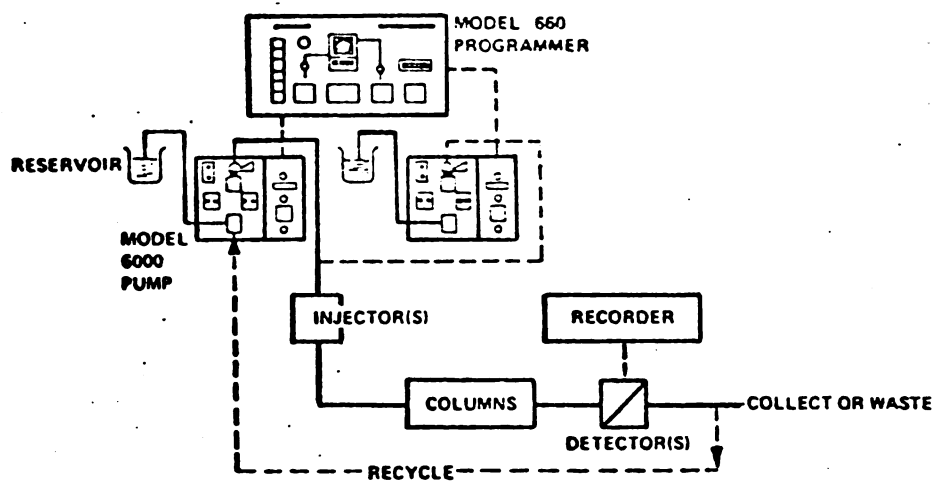 MODEL 660
PROGRAMMER
RESERVOIR
MODEL
6000
PUMP
INJECTOR(S)
RECORDER
COLUMNS
COLLECT OR WASTE
DETECTOR(S)
RECYCLE